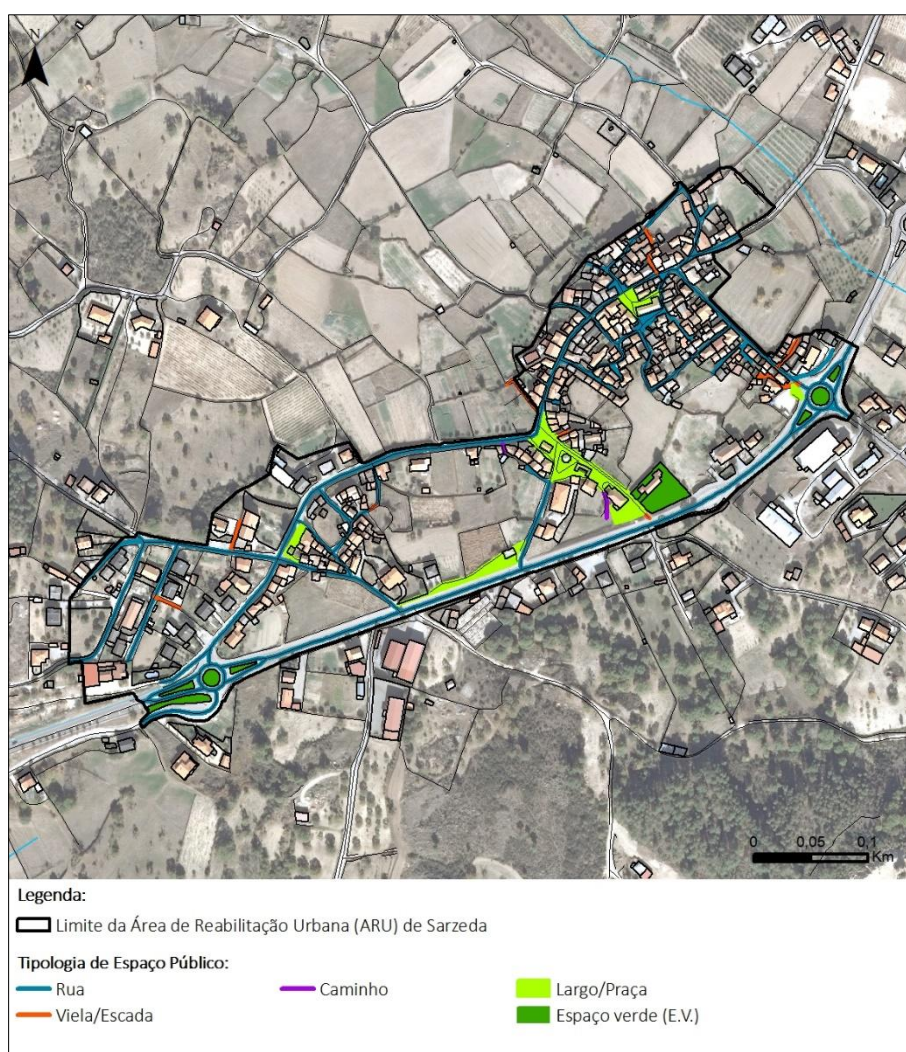 N
0 0,05 0,1
Km
Legenda:
Limite da Área de Reabilitação Urbana (ARU) de Sarzeda
Tipologia de Espaço Público:
Rua
Caminho
Largo/Praça
Viela/Escada
Espaço verde (E.V.)